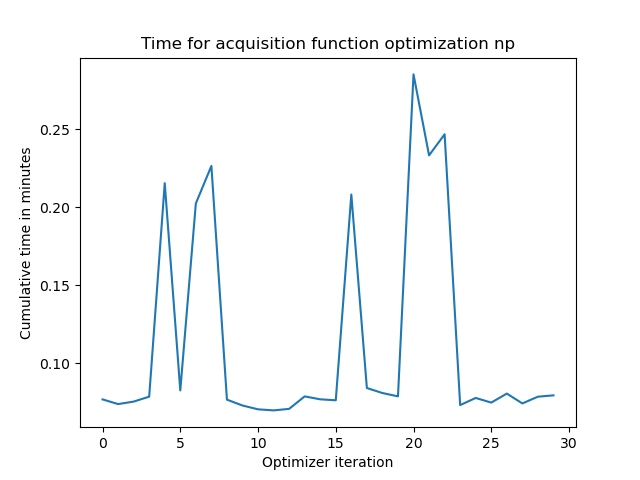 Time for acquisition function optimization np
Cumulative time in minutes
0.25
0.20
0.15
0.10
0 5 10 15 20 25 30
Optimizer iteration